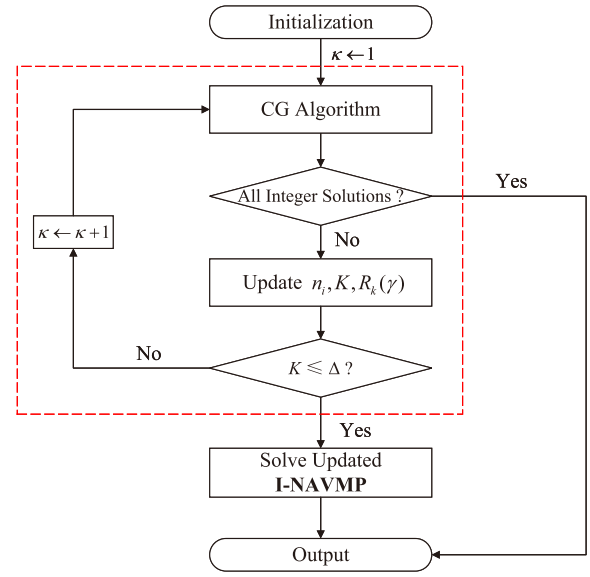 Initialization
κ ← 1
CG Algorithm
All Integer Solutions ?
Yes
No
κ ← κ + 1
Update n_i, K, R_k(γ)
K ⩽ Δ ?
No
Yes
Solve Updated
I-NAVMP
Output